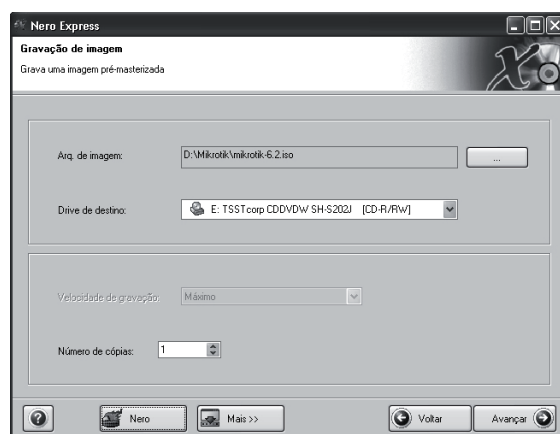 Nero Express
Gravação de imagem
Grava uma imagem pré-masterizada
Arq. de imagem:
D:\Mikrotik\mikrotik-6.2.iso
...
Drive de destino:
E: TSSTcorp CDDVDW SH-S202J [CD-R/RW]
Velocidade de gravação:
Máximo
Número de cópias:
1
Nero
Mais >>
Voltar
Avançar